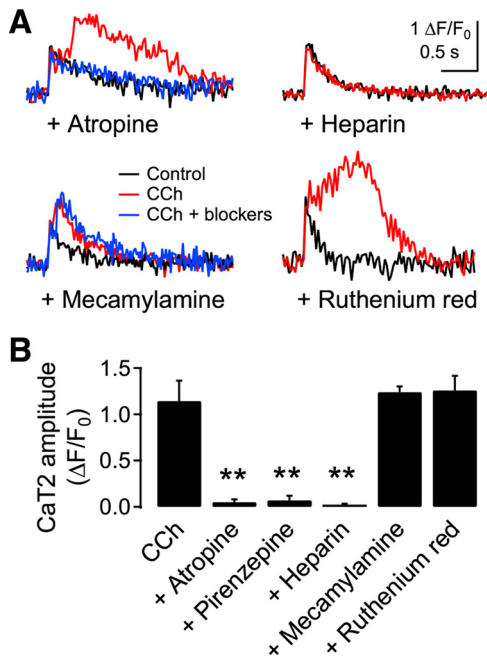 A
1 ΔF/F0
0.5 s
+ Atropine
+ Heparin
Control
CCh
CCh + blockers
+ Mecamylamine
+ Ruthenium red
B
CaT2 amplitude
(ΔF/F0)
1.5
1.0
0.5
0.0
** ** **
CCh
+ Atropine
+ Pirenzepine
+ Heparin
+ Mecamylamine
+ Ruthenium red